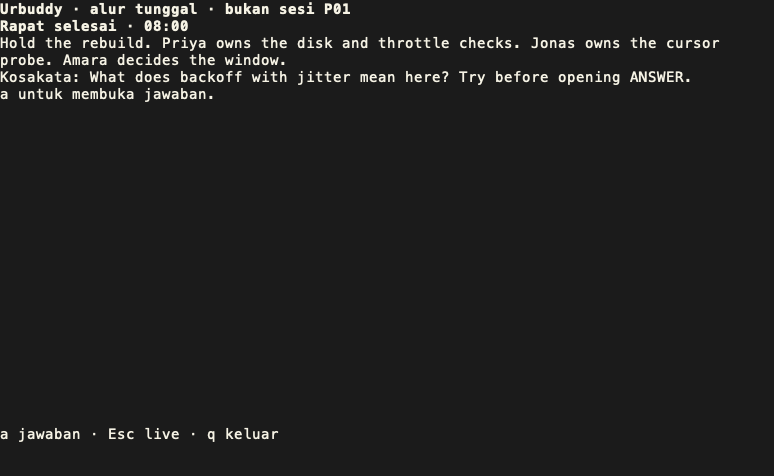 Urbuddy · alur tunggal · bukan sesi P01
Rapat selesai · 08:00
Hold the rebuild. Priya owns the disk and throttle checks. Jonas owns the cursor
probe. Amara decides the window.
Kosakata: What does backoff with jitter mean here? Try before opening ANSWER.
a untuk membuka jawaban.
a jawaban · Esc live · q keluar